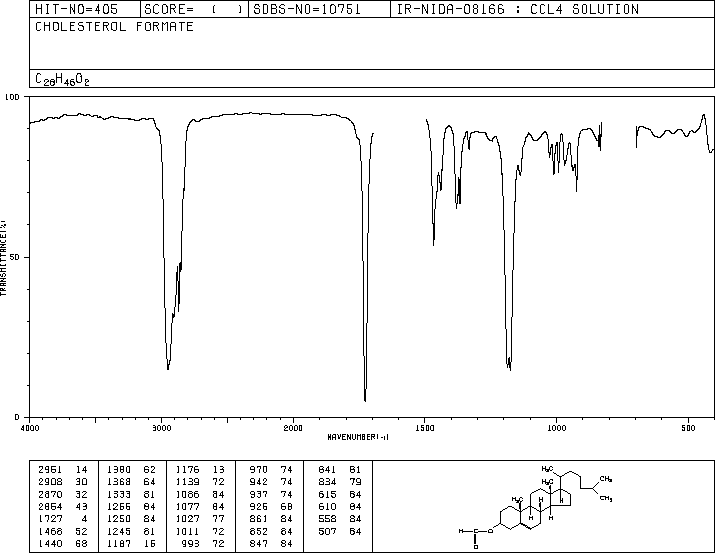 HIT-NO=405 SCORE= ( ) SDBS-NO=10751 IR-NIDA-08166 : CCL4 SOLUTION
CHOLESTEROL FORMATE
C28H46O2
100
50
0
TRANSMITTANCE(%)
4000 3000 2000 1500 1000 500
WAVENUMBER(-1)
2951 14 1380 62 1176 13 970 74 841 81
2908 30 1368 64 1139 72 942 74 834 79
2870 32 1333 81 1086 84 937 74 615 84
2854 43 1266 84 1077 84 926 68 610 84
1727 4 1250 84 1027 77 861 84 558 84
1466 52 1245 81 1011 72 852 84 507 84
1440 68 1187 15 993 72 847 84
H3C CH3
H3C CH3
H3C
H C O
O